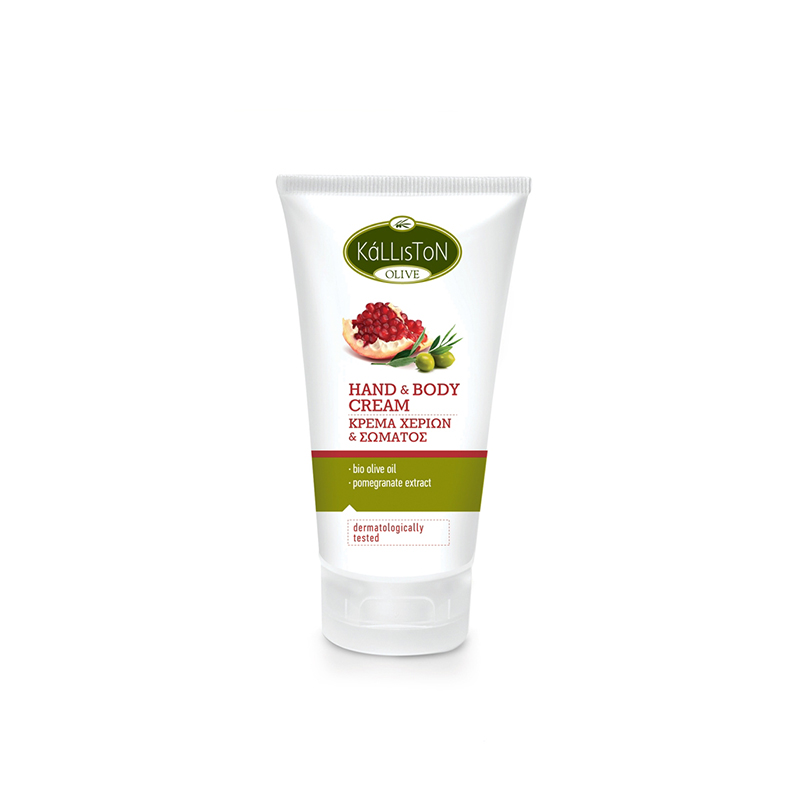 KáLLisToN
OLIVE
HAND & BODY
CREAM
ΚΡΕΜΑ ΧΕΡΙΩΝ
& ΣΩΜΑΤΟΣ
· bio olive oil
· pomegranate extract
dermatologically
tested